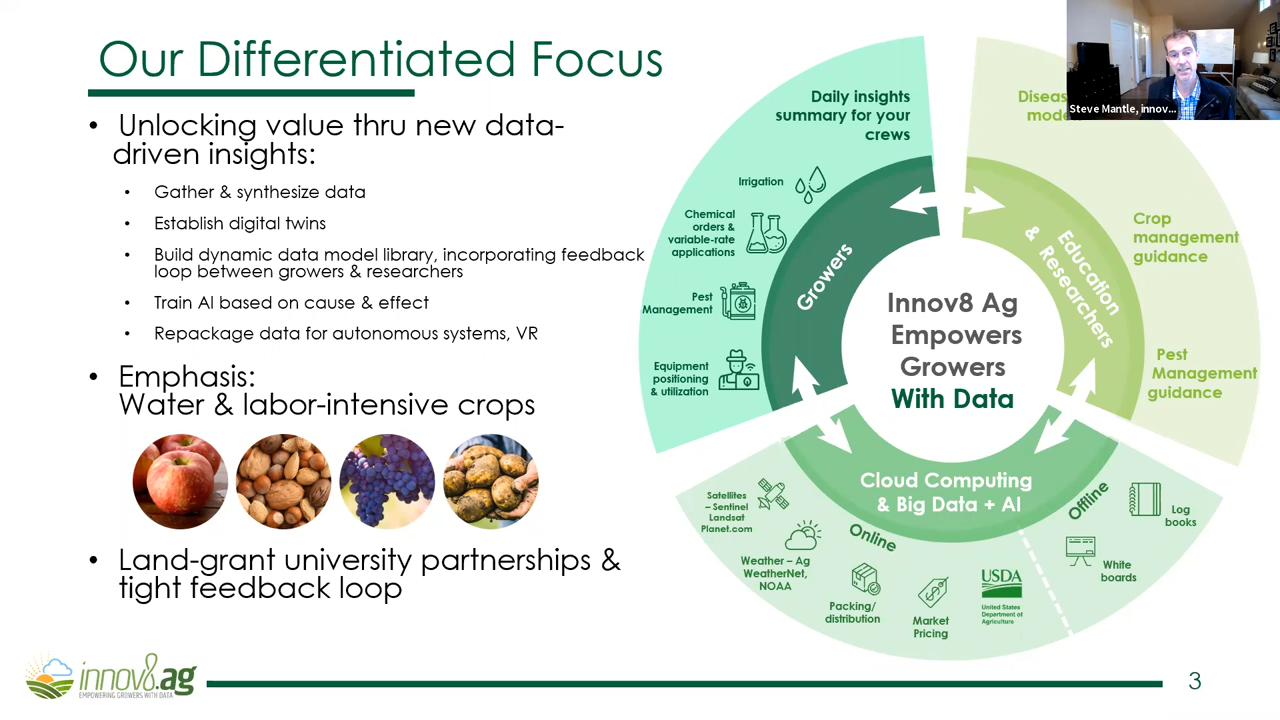 Our Differentiated Focus
• Unlocking value thru new data-
driven insights:
• Gather & synthesize data
• Establish digital twins
• Build dynamic data model library, incorporating feedback
loop between growers & researchers
• Train AI based on cause & effect
• Repackage data for autonomous systems, VR
• Emphasis:
Water & labor-intensive crops
• Land-grant university partnerships &
tight feedback loop
Daily insights
summary for your
crews
Irrigation
Chemical
orders &
variable-rate
applications
Pest
Management
Equipment
positioning
& utilization
Growers
Steve Mantle, innov...
Crop
management
guidance
Pest
Management
guidance
Education
& Researchers
Innov8 Ag
Empowers
Growers
With Data
Cloud Computing
& Big Data + AI
Online
Satellites
– Sentinel
Landsat
Planet.com
Weather – Ag
WeatherNet,
NOAA
Packing/
distribution
Market
Pricing
USDA
United States
Department of
Agriculture
Offline
Log
books
White
boards
innov8.ag
EMPOWERING GROWERS WITH DATA
3